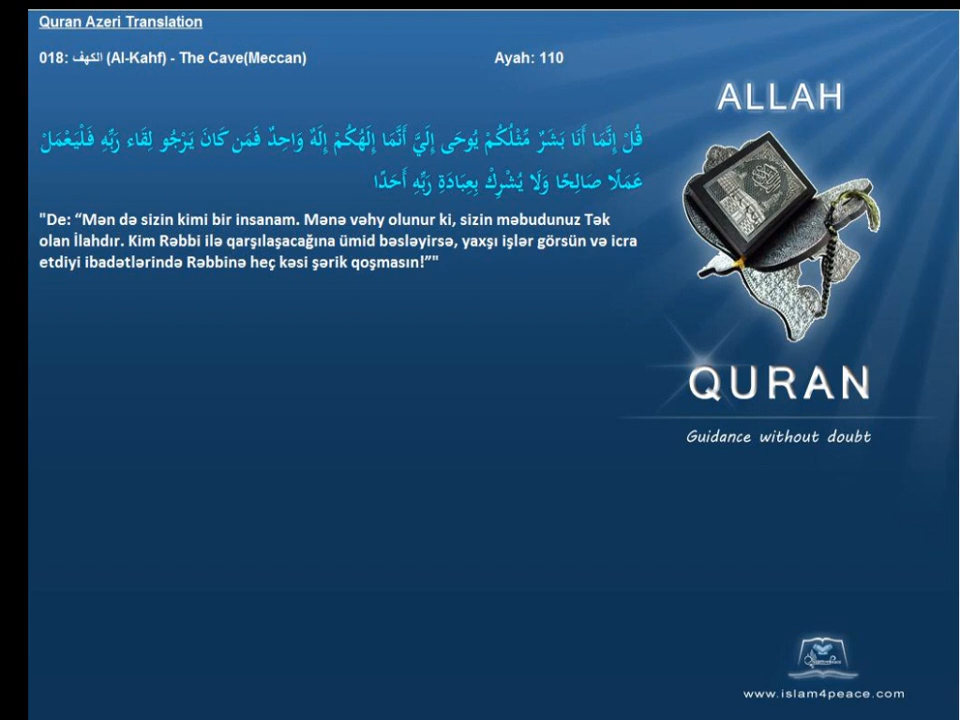 Quran Azeri Translation
018: الكهف (Al-Kahf) - The Cave(Meccan)
Ayah: 110
قُلْ إِنَّمَا أَنَا بَشَرٌ مِّثْلُكُمْ يُوحَى إِلَيَّ أَنَّمَا إِلَهُكُمْ إِلَهٌ وَاحِدٌ فَمَن كَانَ يَرْجُو لِقَاء رَبِّهِ فَلْيَعْمَلْ
عَمَلًا صَالِحًا وَلَا يُشْرِكْ بِعِبَادَةِ رَبِّهِ أَحَدًا
"De: “Mən də sizin kimi bir insanam. Mənə vəhy olunur ki, sizin məbudunuz Tək
olan İlahdır. Kim Rəbbi ilə qarşılaşacağına ümid bəsləyirsə, yaxşı işlər görsün və icra
etdiyi ibadətlərində Rəbbinə heç kəsi şərik qoşmasın!”"
ALLAH
QURAN
Guidance without doubt
www.islam4peace.com